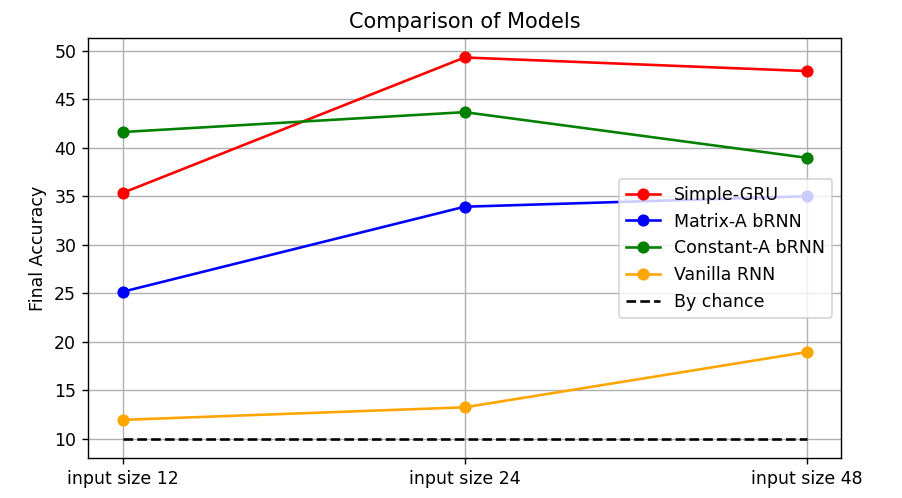 Comparison of Models
Final Accuracy
50
45
40
35
30
25
20
15
10
Simple-GRU
Matrix-A bRNN
Constant-A bRNN
Vanilla RNN
By chance
input size 12
input size 24
input size 48